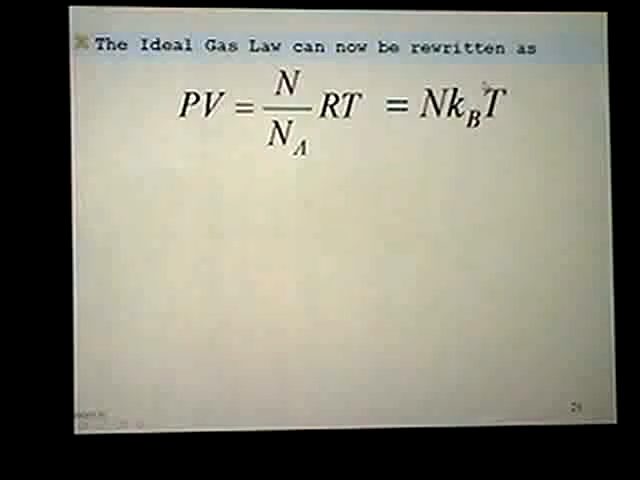 The Ideal Gas Law can now be rewritten as
PV = N/N_A RT = Nk_BT